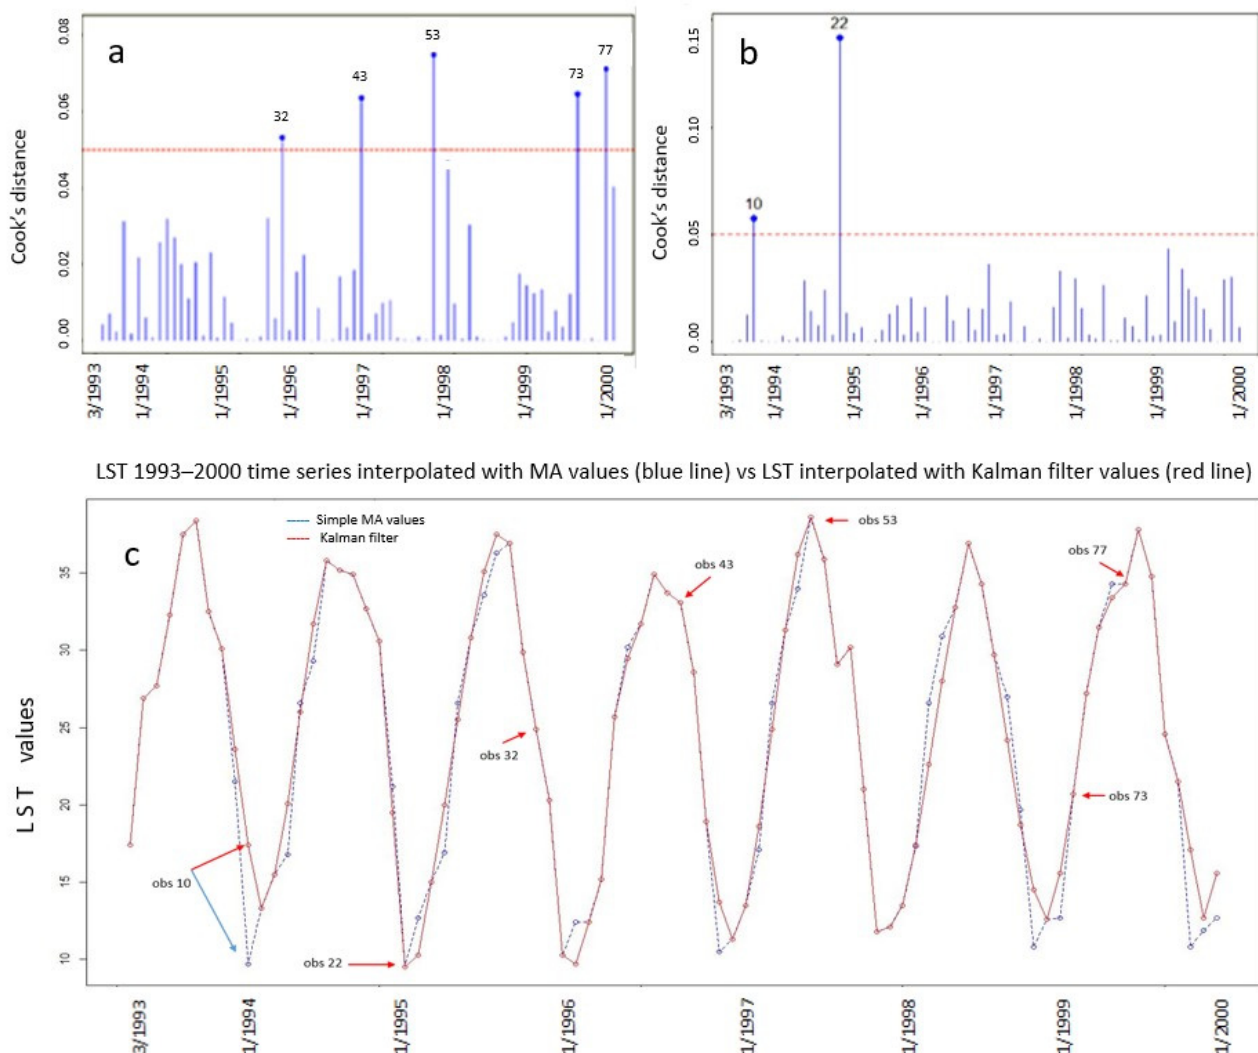 a
Cook's distance
0.00
0.02
0.04
0.06
0.08
32
43
53
73
77
3/1993
1/1994
1/1995
1/1996
1/1997
1/1998
1/1999
1/2000
b
Cook's distance
0.00
0.05
0.10
0.15
10
22
3/1993
1/1994
1/1995
1/1996
1/1997
1/1998
1/1999
1/2000
LST 1993–2000 time series interpolated with MA values (blue line) vs LST interpolated with Kalman filter values (red line)
c
Simple MA values
Kalman filter
LST values
10
15
20
25
30
35
obs 10
obs 22
obs 32
obs 43
obs 53
obs 73
obs 77
3/1993
1/1994
1/1995
1/1996
1/1997
1/1998
1/1999
1/2000